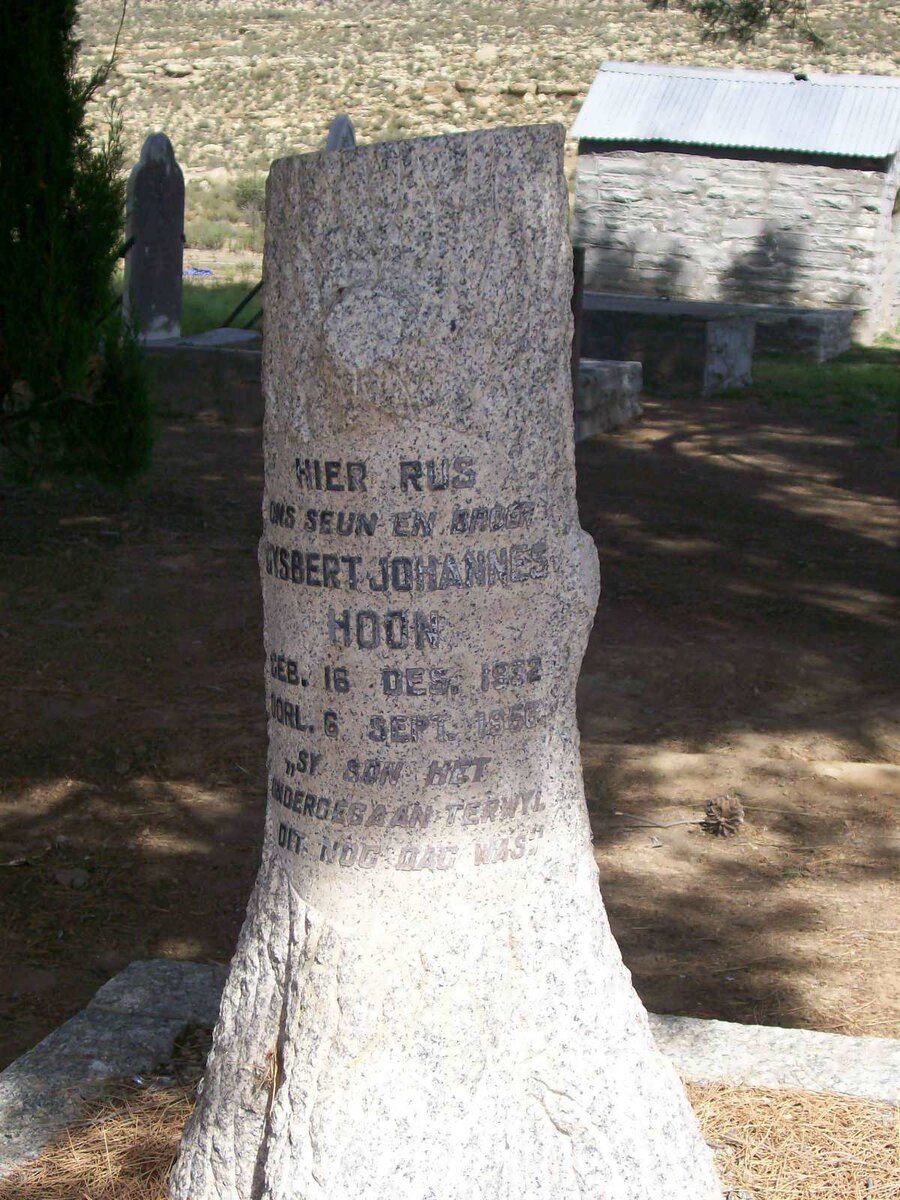 HIER RUS
ONS SEUN EN BROER
GYSBERT JOHANNES
HOON
GEB. 16 DES. 1932
OORL. 6 SEPT.
„SY SON HET
ONDERGEGAAN TERWYL
DIT NOG DAG WAS”